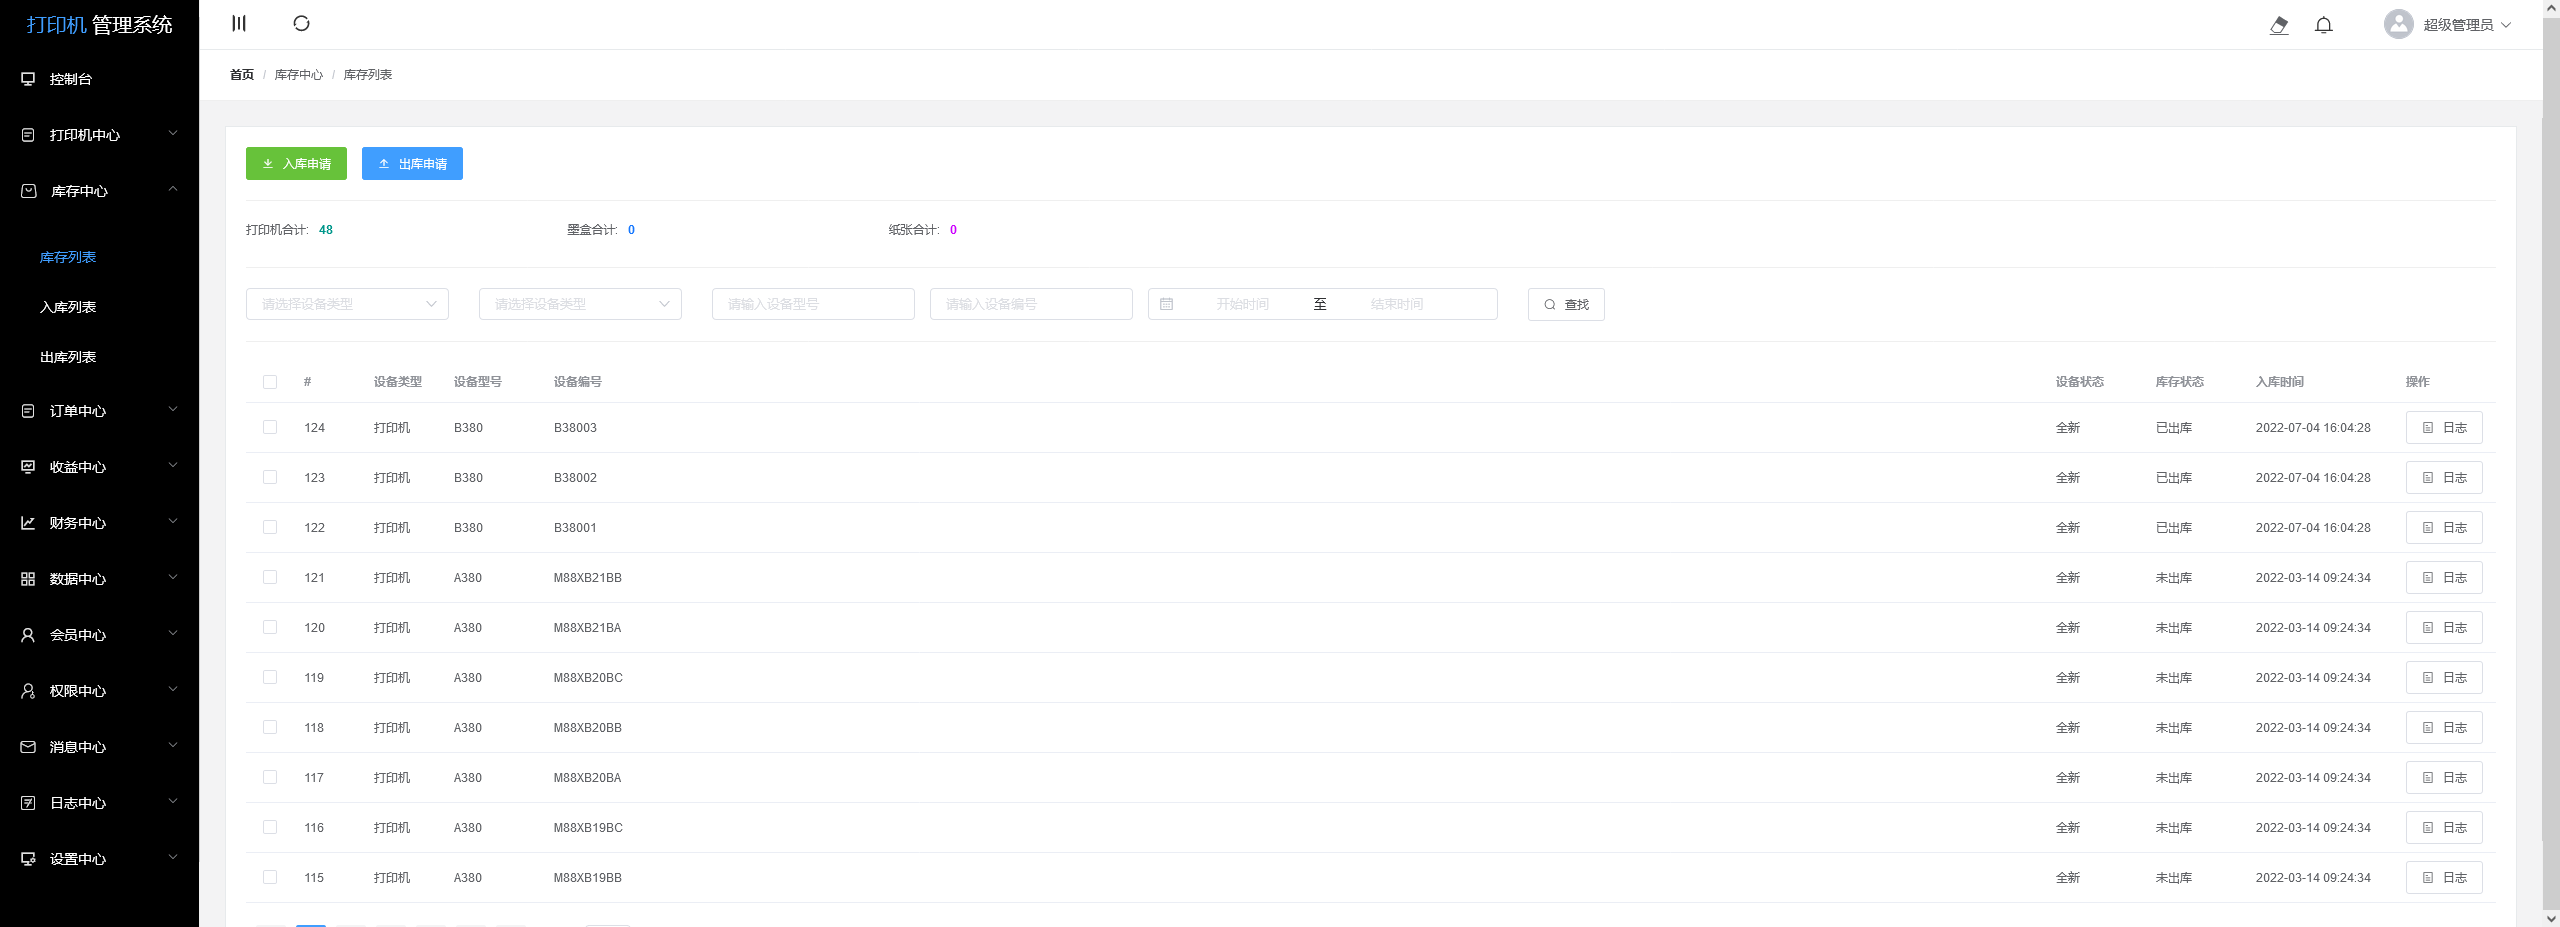 打印机 管理系统
超级管理员
首页 / 库存中心 / 库存列表
控制台
打印机中心
库存中心
库存列表
入库列表
出库列表
订单中心
收益中心
财务中心
数据中心
会员中心
权限中心
消息中心
日志中心
设置中心
入库申请 出库申请
打印机合计: 48 墨盒合计: 0 纸张合计: 0
请选择设备类型 请选择设备类型 请输入设备型号 请输入设备编号 开始时间 至 结束时间 查找
# 设备类型 设备型号 设备编号 设备状态 库存状态 入库时间 操作
124 打印机 B380 B38003 全新 已出库 2022-07-04 16:04:28 日志
123 打印机 B380 B38002 全新 已出库 2022-07-04 16:04:28 日志
122 打印机 B380 B38001 全新 已出库 2022-07-04 16:04:28 日志
121 打印机 A380 M88XB21BB 全新 未出库 2022-03-14 09:24:34 日志
120 打印机 A380 M88XB21BA 全新 未出库 2022-03-14 09:24:34 日志
119 打印机 A380 M88XB20BC 全新 未出库 2022-03-14 09:24:34 日志
118 打印机 A380 M88XB20BB 全新 未出库 2022-03-14 09:24:34 日志
117 打印机 A380 M88XB20BA 全新 未出库 2022-03-14 09:24:34 日志
116 打印机 A380 M88XB19BC 全新 未出库 2022-03-14 09:24:34 日志
115 打印机 A380 M88XB19BB 全新 未出库 2022-03-14 09:24:34 日志